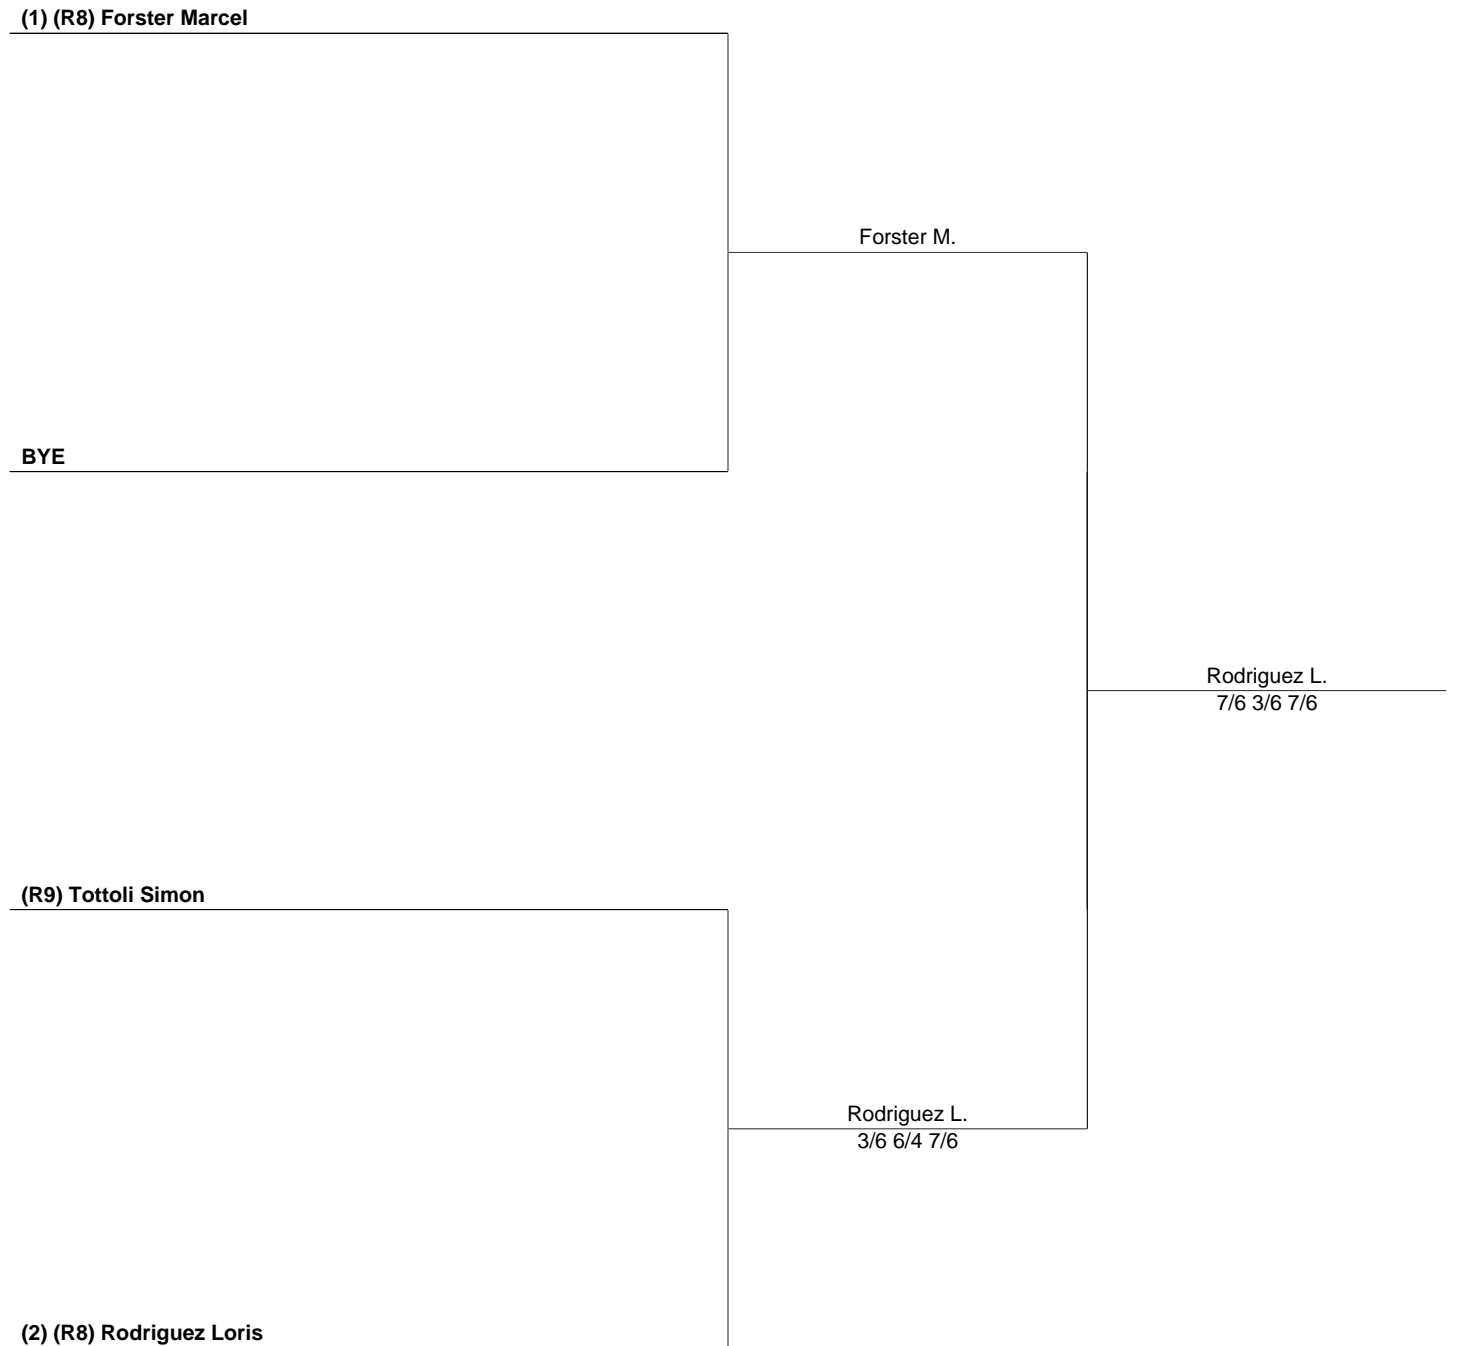 (1) (R8) Forster Marcel
Forster M.
BYE
Rodriguez L.
7/6 3/6 7/6
(R9) Tottoli Simon
Rodriguez L.
3/6 6/4 7/6
(2) (R8) Rodriguez Loris